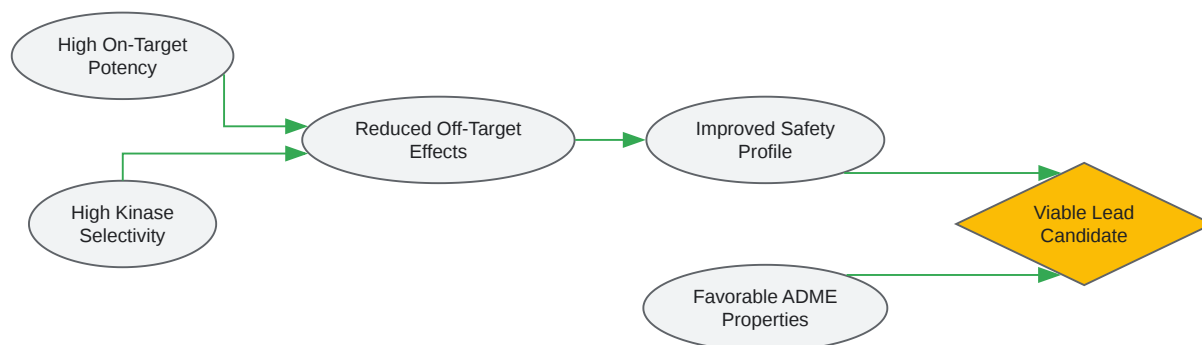 High On-Target
Potency
High Kinase
Selectivity
Reduced Off-Target
Effects
Improved Safety
Profile
Favorable ADME
Properties
Viable Lead
Candidate